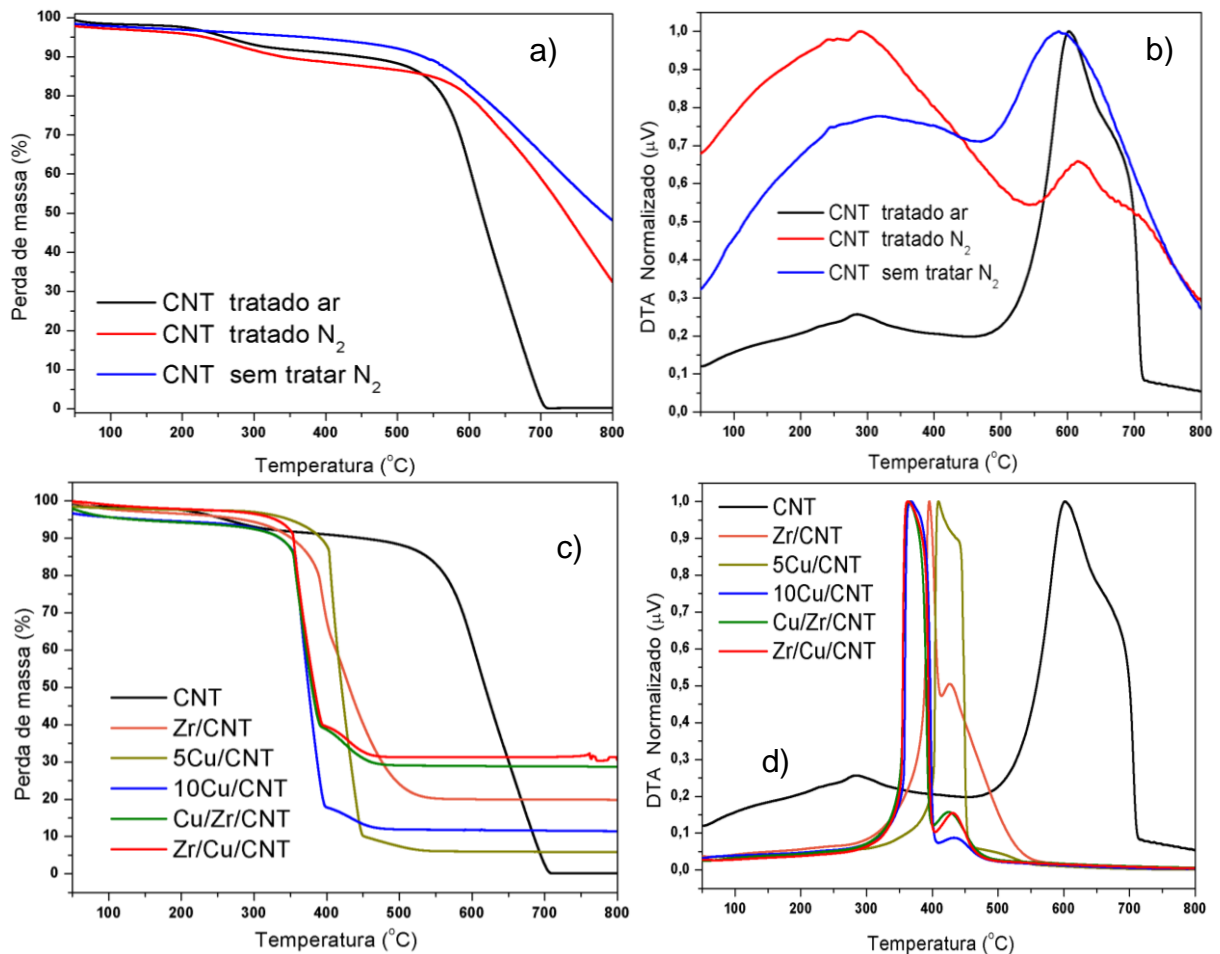 a)
Perda de massa (%)
100
90
80
70
60
50
40
30
20
10
0
CNT tratado ar
CNT tratado N2
CNT sem tratar N2
100 200 300 400 500 600 700 800
Temperatura (oC)
b)
DTA Normalizado (µV)
1,0
0,9
0,8
0,7
0,6
0,5
0,4
0,3
0,2
0,1
0,0
CNT tratado ar
CNT tratado N2
CNT sem tratar N2
100 200 300 400 500 600 700 800
Temperatura (oC)
c)
Perda de massa (%)
100
90
80
70
60
50
40
30
20
10
0
CNT
Zr/CNT
5Cu/CNT
10Cu/CNT
Cu/Zr/CNT
Zr/Cu/CNT
100 200 300 400 500 600 700 800
Temperatura (oC)
d)
DTA Normalizado (µV)
1,0
0,9
0,8
0,7
0,6
0,5
0,4
0,3
0,2
0,1
0,0
CNT
Zr/CNT
5Cu/CNT
10Cu/CNT
Cu/Zr/CNT
Zr/Cu/CNT
100 200 300 400 500 600 700 800
Temperatura (oC)